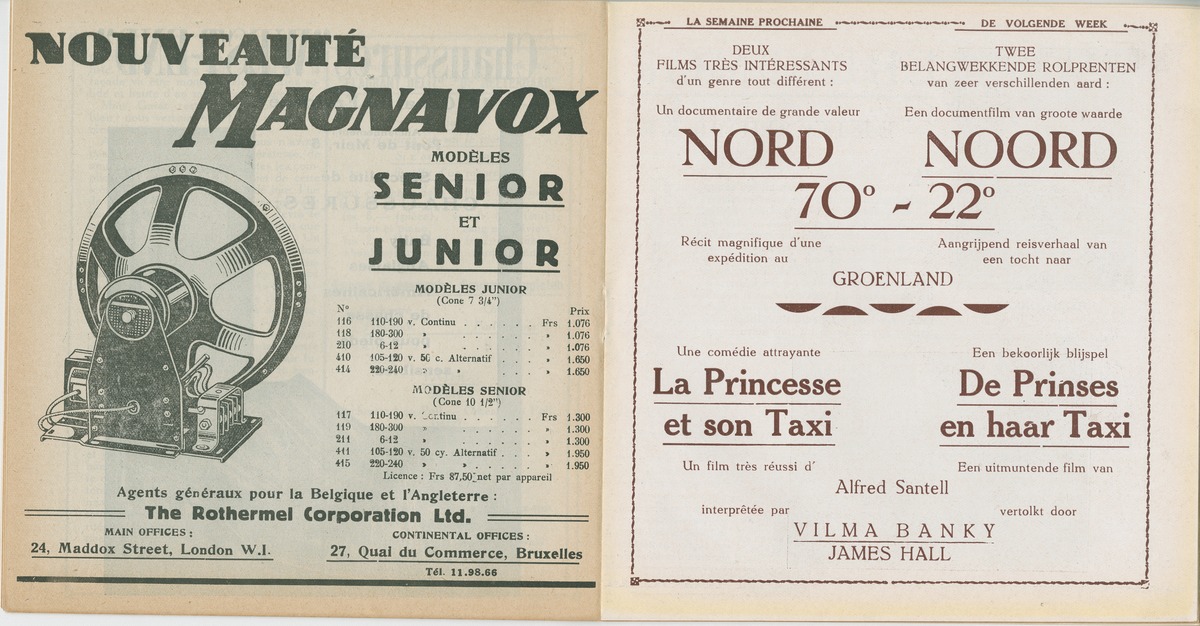 NOUVEAUTÉ
MAGNAVOX
MODÈLES
SENIOR
ET
JUNIOR
MODÈLES JUNIOR
(Cone 7 3/4")
Nº Prix
116 110-190 v. Continu . . . . . . Frs 1.076
118 180-300 » . . . . . . » 1.076
210 6-12 » . . . . . . » 1.076
410 105-120 v. 50 c. Alternatif . . . . » 1.650
414 220-240 » » . . . . » 1.650
MODÈLES SENIOR
(Cone 10 1/2")
117 110-190 v. Continu . . . . . . Frs 1.300
119 180-300 » . . . . . . » 1.300
211 6-12 » . . . . . . » 1.300
411 105-120 v. 50 cy. Alternatif . . . . » 1.950
415 220-240 » » » . . . . » 1.950
Licence : Frs 87,50 net par appareil
Agents généraux pour la Belgique et l'Angleterre :
The Rothermel Corporation Ltd.
MAIN OFFICES :
24, Maddox Street, London W.I.
CONTINENTAL OFFICES :
27, Quai du Commerce, Bruxelles
Tél. 11.98.66
LA SEMAINE PROCHAINE DE VOLGENDE WEEK
DEUX
FILMS TRÈS INTÉRESSANTS
d'un genre tout différent :
TWEE
BELANGWEKKENDE ROLPRENTEN
van zeer verschillenden aard :
Un documentaire de grande valeur
Een documentfilm van groote waarde
NORD NOORD
70º - 22º
Récit magnifique d'une
expédition au
Aangrijpend reisverhaal van
een tocht naar
GROENLAND
Une comédie attrayante
La Princesse
et son Taxi
Een bekoorlijk blijspel
De Prinses
en haar Taxi
Un film très réussi d' Een uitmuntende film van
Alfred Santell
interprêtée par vertolkt door
VILMA BANKY
JAMES HALL